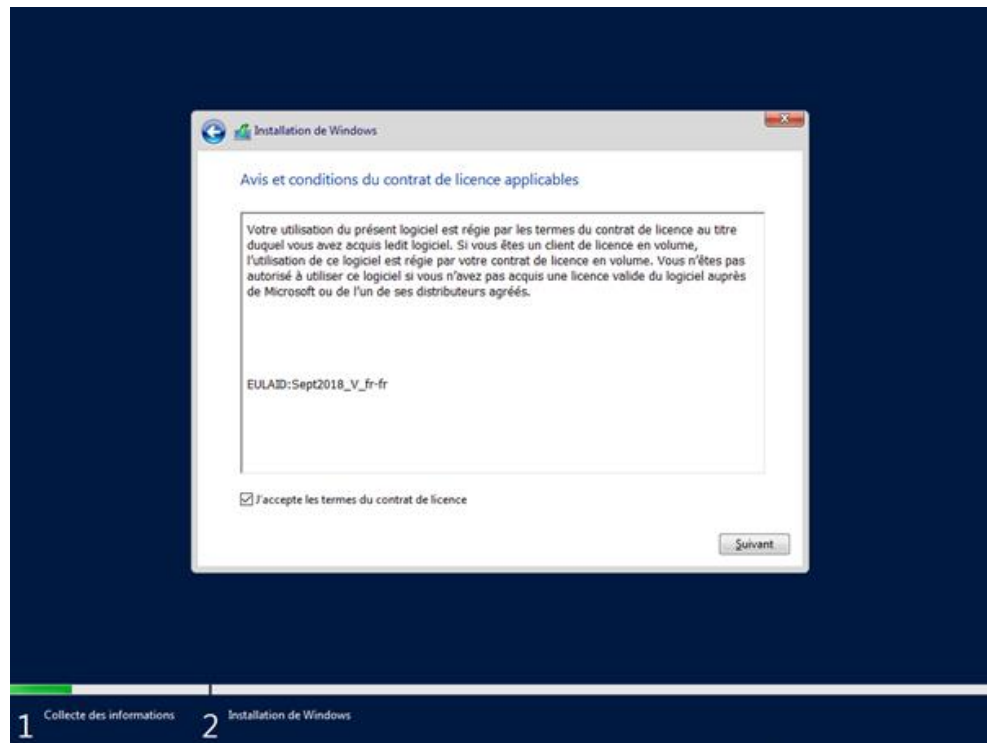 Installation de Windows
Avis et conditions du contrat de licence applicables
Votre utilisation du présent logiciel est régie par les termes du contrat de licence au titre
duquel vous avez acquis ledit logiciel. Si vous êtes un client de licence en volume,
l'utilisation de ce logiciel est régie par votre contrat de licence en volume. Vous n'êtes pas
autorisé à utiliser ce logiciel si vous n'avez pas acquis une licence valide du logiciel auprès
de Microsoft ou de l'un de ses distributeurs agréés.
EULAID:Sept2018_V_fr-fr
J'accepte les termes du contrat de licence
Suivant
1 Collecte des informations
2 Installation de Windows